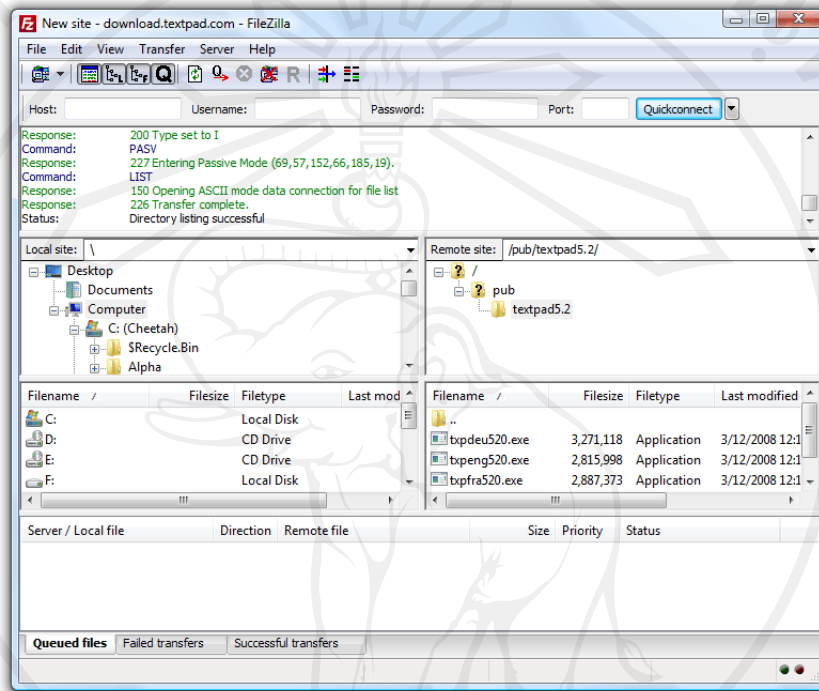 New site - download.textpad.com - FileZilla
File Edit View Transfer Server Help
Host: Username: Password: Port: Quickconnect
Response: 200 Type set to I
Command: PASV
Response: 227 Entering Passive Mode (69,57,152,66,185,19).
Command: LIST
Response: 150 Opening ASCII mode data connection for file list
Response: 226 Transfer complete.
Status: Directory listing successful
Local site: \ Remote site: /pub/textpad5.2/
Desktop /
Documents pub
Computer textpad5.2
C: (Cheetah)
$Recycle.Bin
Alpha
Filename / Filesize Filetype Last mod Filename / Filesize Filetype Last modified
C: Local Disk ..
D: CD Drive txpdeu520.exe 3,271,118 Application 3/12/2008 12:1
E: CD Drive txpeng520.exe 2,815,998 Application 3/12/2008 12:1
F: Local Disk txpfra520.exe 2,887,373 Application 3/12/2008 12:1
Server / Local file Direction Remote file Size Priority Status
Queued files Failed transfers Successful transfers